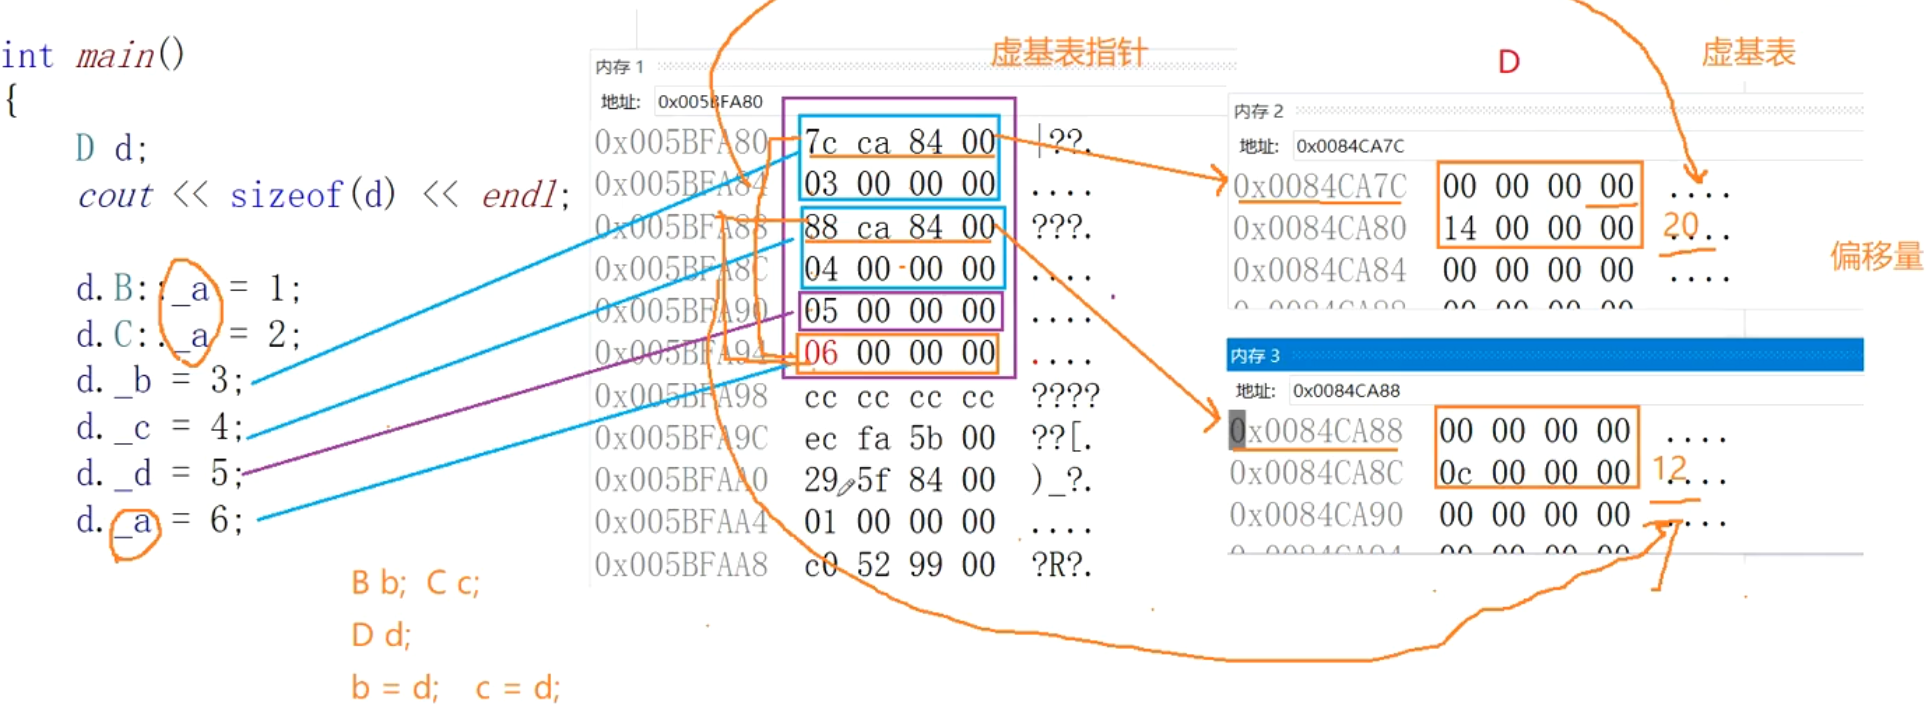 int main()
{
D d;
cout << sizeof(d) << endl;
d.B::_a = 1;
d.C::_a = 2;
d._b = 3;
d._c = 4;
d._d = 5;
d._a = 6;
B b; C c;
D d;
b = d; c = d;
虚基表指针
内存 1
地址: 0x005BFA80
0x005BFA80 7c ca 84 00 |??.
0x005BFA84 03 00 00 00 ....
0x005BFA88 88 ca 84 00 ???.
0x005BFA8C 04 00 00 00 ....
0x005BFA90 05 00 00 00 ....
0x005BFA94 06 00 00 00 ....
0x005BFA98 cc cc cc cc ????
0x005BFA9C ec fa 5b 00 ??[.
0x005BFAA0 29 5f 84 00 )_?.
0x005BFAA4 01 00 00 00 ....
0x005BFAA8 c0 52 99 00 ?R?.
D
虚基表
内存 2
地址: 0x0084CA7C
0x0084CA7C 00 00 00 00 ....
0x0084CA80 14 00 00 00 ....
20
偏移量
0x0084CA84 00 00 00 00 ....
内存 3
地址: 0x0084CA88
0x0084CA88 00 00 00 00 ....
0x0084CA8C 0c 00 00 00 ....
12
0x0084CA90 00 00 00 00 ....